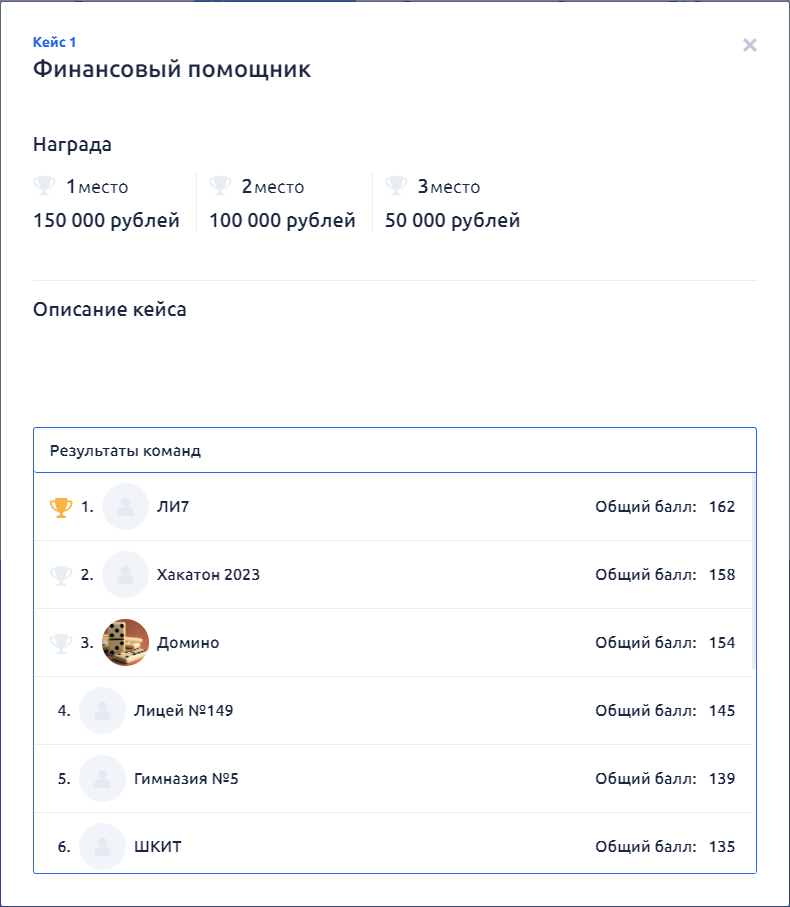 Кейс 1
Финансовый помощник
Награда
1 место 2 место 3 место
150 000 рублей 100 000 рублей 50 000 рублей
Описание кейса
Результаты команд
1. ЛИ7 Общий балл: 162
2. Хакатон 2023 Общий балл: 158
3. Домино Общий балл: 154
4. Лицей №149 Общий балл: 145
5. Гимназия №5 Общий балл: 139
6. ШКИТ Общий балл: 135